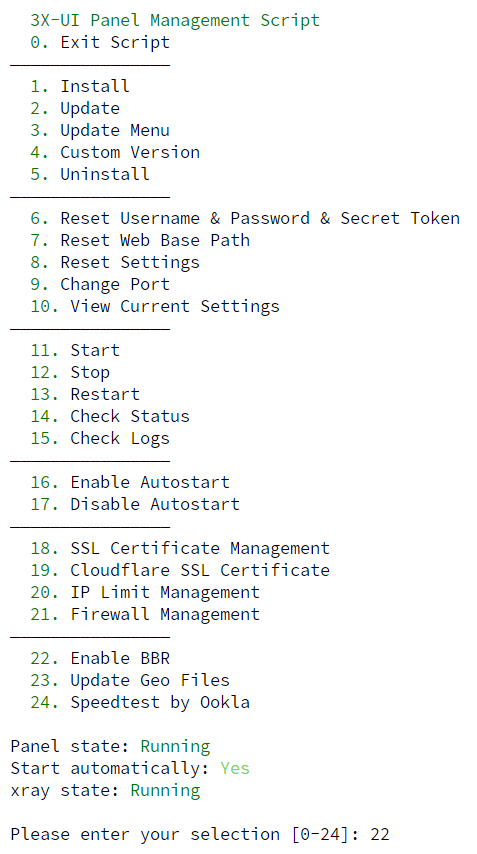 3X-UI Panel Management Script
0. Exit Script
————————————————
1. Install
2. Update
3. Update Menu
4. Custom Version
5. Uninstall
————————————————
6. Reset Username & Password & Secret Token
7. Reset Web Base Path
8. Reset Settings
9. Change Port
10. View Current Settings
————————————————
11. Start
12. Stop
13. Restart
14. Check Status
15. Check Logs
————————————————
16. Enable Autostart
17. Disable Autostart
————————————————
18. SSL Certificate Management
19. Cloudflare SSL Certificate
20. IP Limit Management
21. Firewall Management
————————————————
22. Enable BBR
23. Update Geo Files
24. Speedtest by Ookla
Panel state: Running
Start automatically: Yes
xray state: Running
Please enter your selection [0-24]: 22